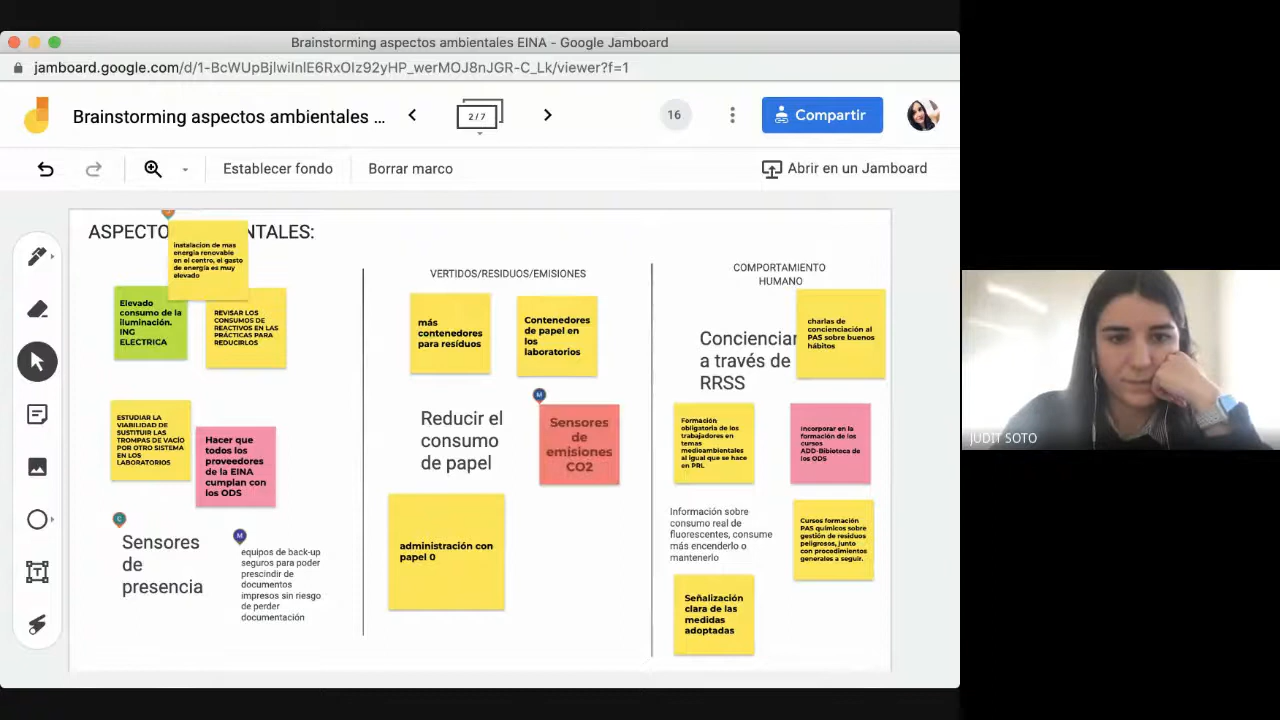 Brainstorming aspectos ambientales EINA - Google Jamboard
jamboard.google.com/d/1-BcWUpBjlwiInlE6RxOIz92yHP_werMOJ8nJGR-C_Lk/viewer?f=1
Brainstorming aspectos ambientales ...
2/7
16
Compartir
Establecer fondo
Borrar marco
Abrir en un Jamboard
ASPECTO
NTALES:
instalacion de mas
energia renovable
en el centro, el gasto
de energia es muy
elevado
Elevado
consumo de la
iluminación.
ING
ELECTRICA
REVISAR LOS
CONSUMOS DE
REACTIVOS EN LAS
PRÁCTICAS PARA
REDUCIRLOS
ESTUDIAR LA
VIABILIDAD DE
SUSTITUIR LAS
TROMPAS DE VACÍO
POR OTRO SISTEMA
EN LOS
LABORATORIOS
Hacer que
todos los
proveedores
de la EINA
cumplan con
los ODS
C
Sensores
de
presencia
M
equipos de back-up
seguros para poder
prescindir de
documentos
impresos sin riesgo
de perder
documentación
VERTIDOS/RESIDUOS/EMISIONES
más
contenedores
para resíduos
Contenedores
de papel en
los
laboratorios
Reducir el
consumo
de papel
M
Sensores
de
emisiones
CO2
administración con
papel 0
COMPORTAMIENTO
HUMANO
Concienciar
a través de
RRSS
charlas de
concienciación al
PAS sobre buenos
hábitos
Formación
obligatoria de los
trabajadores en
temas
medioambientales
al igual que se hace
en PRL
Incorporar en la
formación de los
cursos
ADD-Bibioteca de
los ODS
Información sobre
consumo real de
fluorescentes, consume
más encenderlo o
mantenerlo
Cursos formación
PAS químicos sobre
gestión de residuos
peligrosos, junto
con procedimientos
generales a seguir.
Señalización
clara de las
medidas
adoptadas
JUDIT SOTO